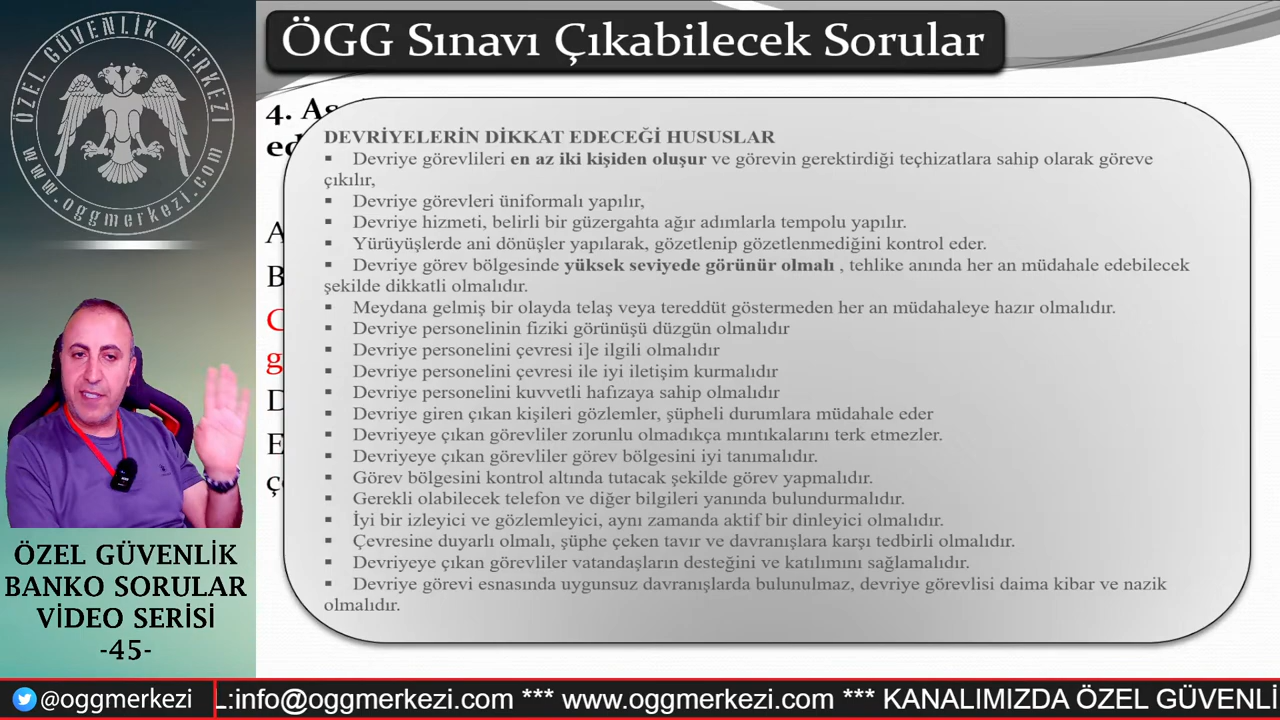 ÖZEL GÜVENLİK MERKEZİ
www.oggmerkezi.com
ÖGG Sınavı Çıkabilecek Sorular
4.
DEVRİYELERİN DİKKAT EDECEĞİ HUSUSLAR
▪ Devriye görevlileri en az iki kişiden oluşur ve görevin gerektirdiği teçhizatlara sahip olarak göreve
çıkılır,
▪ Devriye görevleri üniformalı yapılır,
▪ Devriye hizmeti, belirli bir güzergahta ağır adımlarla tempolu yapılır.
▪ Yürüyüşlerde ani dönüşler yapılarak, gözetlenip gözetlenmediğini kontrol eder.
▪ Devriye görev bölgesinde yüksek seviyede görünür olmalı , tehlike anında her an müdahale edebilecek
şekilde dikkatli olmalıdır.
▪ Meydana gelmiş bir olayda telaş veya tereddüt göstermeden her an müdahaleye hazır olmalıdır.
▪ Devriye personelinin fiziki görünüşü düzgün olmalıdır
▪ Devriye personelini çevresi i]e ilgili olmalıdır
▪ Devriye personelini çevresi ile iyi iletişim kurmalıdır
▪ Devriye personelini kuvvetli hafızaya sahip olmalıdır
▪ Devriye giren çıkan kişileri gözlemler, şüpheli durumlara müdahale eder
▪ Devriyeye çıkan görevliler zorunlu olmadıkça mıntıkalarını terk etmezler.
▪ Devriyeye çıkan görevliler görev bölgesini iyi tanımalıdır.
▪ Görev bölgesini kontrol altında tutacak şekilde görev yapmalıdır.
▪ Gerekli olabilecek telefon ve diğer bilgileri yanında bulundurmalıdır.
▪ İyi bir izleyici ve gözlemleyici, aynı zamanda aktif bir dinleyici olmalıdır.
▪ Çevresine duyarlı olmalı, şüphe çeken tavır ve davranışlara karşı tedbirli olmalıdır.
▪ Devriyeye çıkan görevliler vatandaşların desteğini ve katılımını sağlamalıdır.
▪ Devriye görevi esnasında uygunsuz davranışlarda bulunulmaz, devriye görevlisi daima kibar ve nazik
olmalıdır.
A
B
D
E
ÖZEL GÜVENLİK
BANKO SORULAR
VİDEO SERİSİ
-45-
@oggmerkezi
L:info@oggmerkezi.com *** www.oggmerkezi.com *** KANALIMIZDA ÖZEL GÜVENLİ